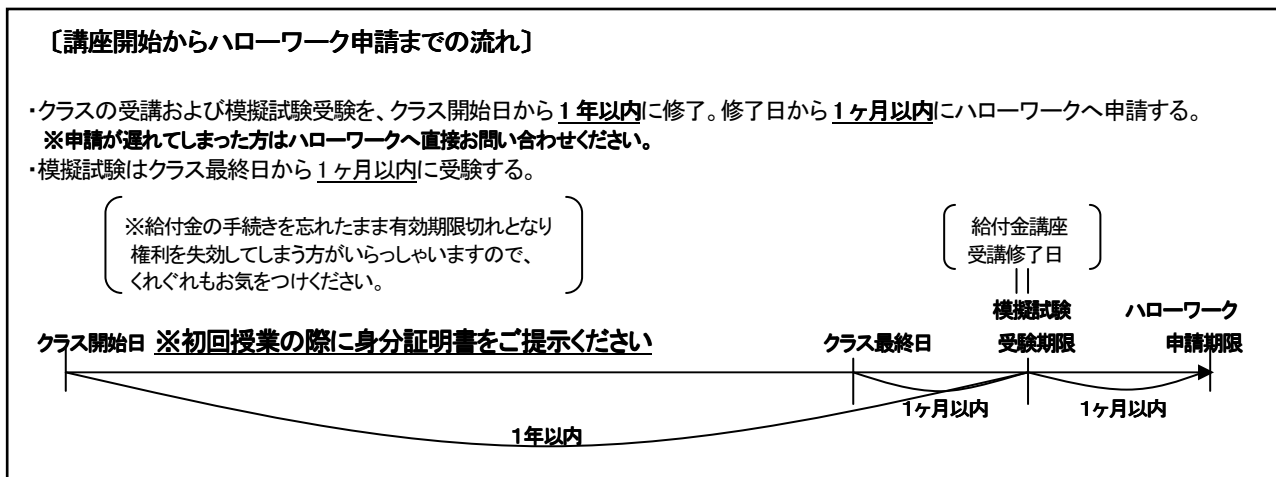 〔講座開始からハローワーク申請までの流れ〕
・クラスの受講および模擬試験受験を、クラス開始日から１年以内に修了。修了日から１ヶ月以内にハローワークへ申請する。
※申請が遅れてしまった方はハローワークへ直接お問い合わせください。
・模擬試験はクラス最終日から１ヶ月以内に受験する。
※給付金の手続きを忘れたまま有効期限切れとなり
権利を失効してしまう方がいらっしゃいますので、
くれぐれもお気をつけください。
給付金講座
受講修了日
模擬試験
ハローワーク
クラス開始日 ※初回授業の際に身分証明書をご提示ください
クラス最終日
受験期限
申請期限
１ヶ月以内
１ヶ月以内
１年以内